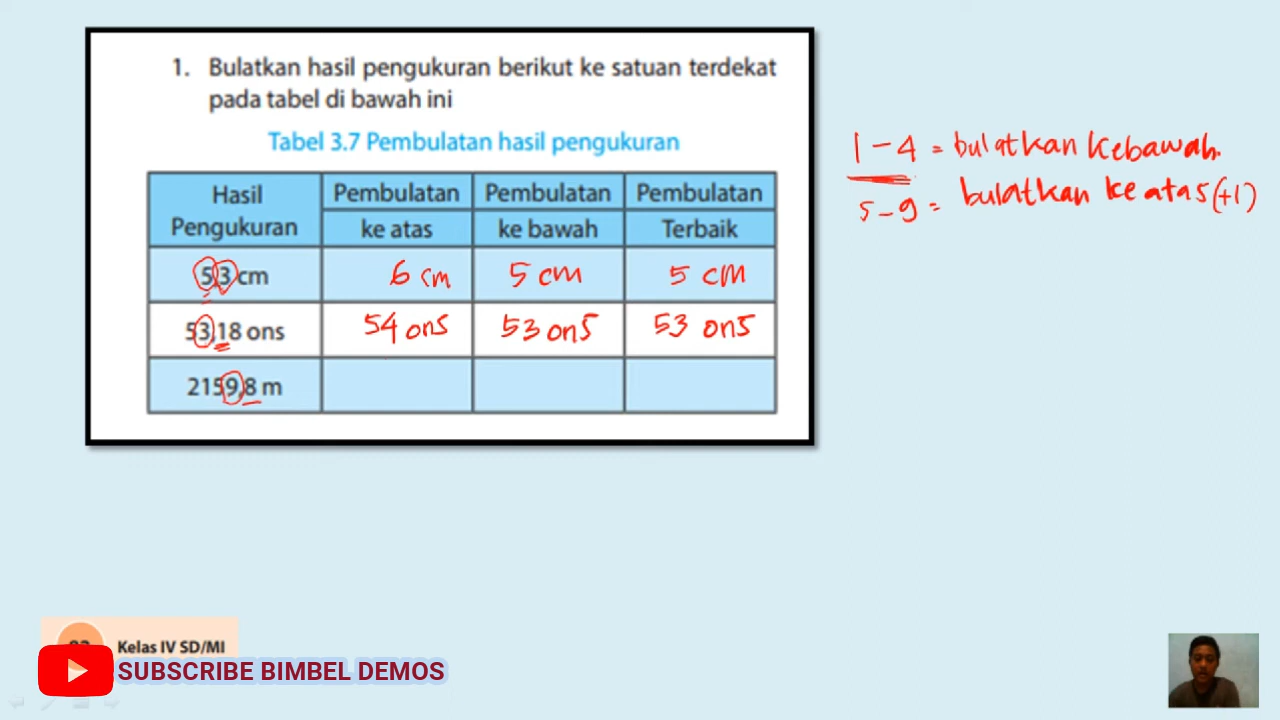 1. Bulatkan hasil pengukuran berikut ke satuan terdekat
pada tabel di bawah ini
Tabel 3.7 Pembulatan hasil pengukuran
Hasil Pengukuran
Pembulatan ke atas
Pembulatan ke bawah
Pembulatan Terbaik
5,3 cm 6 cm 5 cm 5 cm
53,18 ons 54 ons 53 ons 53 ons
2159,8 m
1 - 4 = bulatkan kebawah.
5 - 9 = bulatkan ke atas (+1)
Kelas IV SD/MI
SUBSCRIBE BIMBEL DEMOS